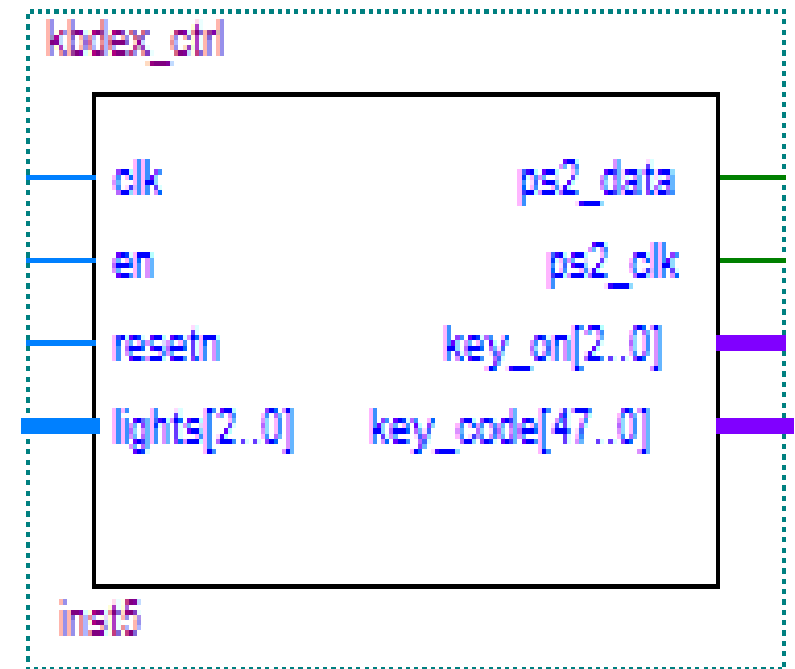 kbdex_ctrl
clk ps2_data
en ps2_clk
resetn key_on[2..0]
lights[2..0] key_code[47..0]
inst5